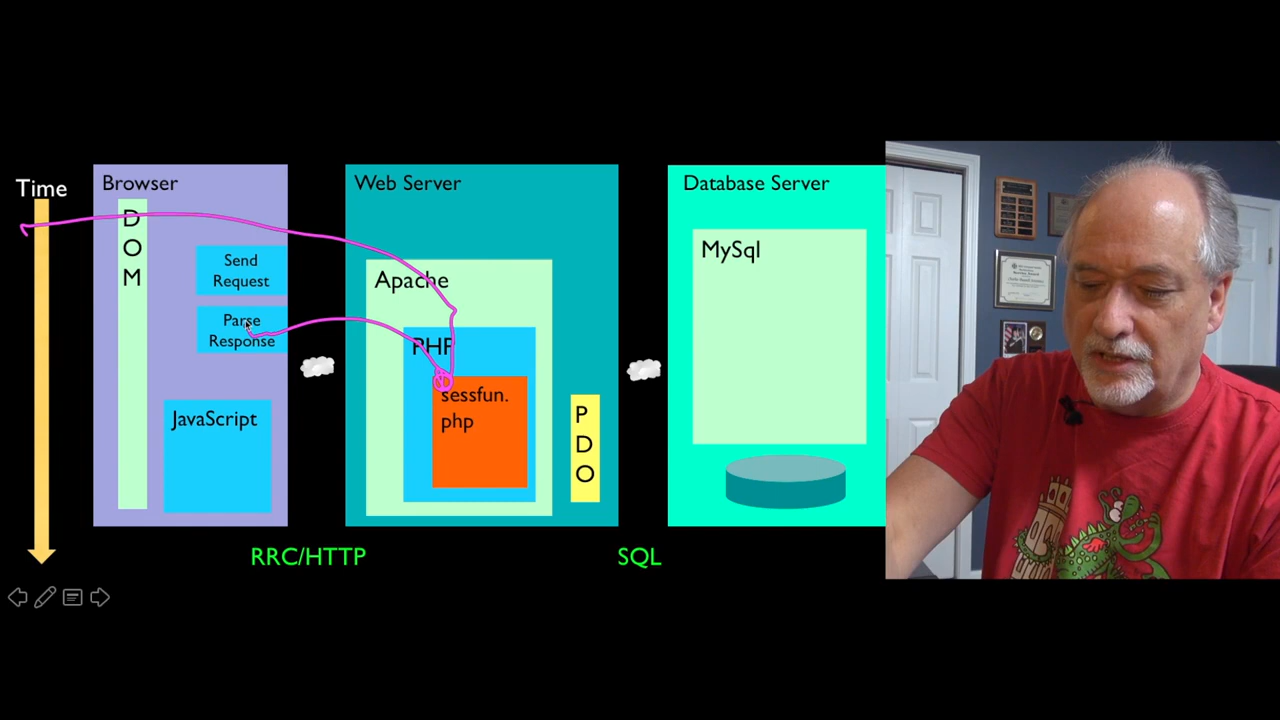 Time
Browser
D
O
M
Send
Request
Parse
Response
JavaScript
Web Server
Apache
PHP
sessfun.
php
P
D
O
Database Server
MySql
RRC/HTTP
SQL